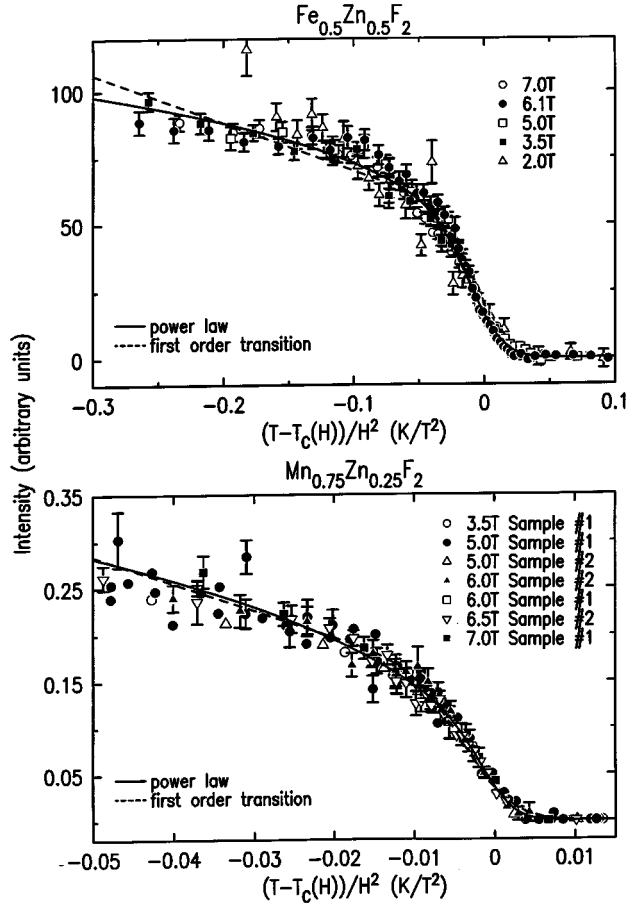 Fe0.5Zn0.5F2
Intensity (arbitrary units)
100
50
0
7.0T
6.1T
5.0T
3.5T
2.0T
power law
first order transition
-0.3 -0.2 -0.1 0 0.1
(T-Tc(H))/H² (K/T²)
Mn0.75Zn0.25F2
0.35
0.25
0.15
0.05
3.5T Sample #1
5.0T Sample #1
5.0T Sample #2
6.0T Sample #2
6.0T Sample #1
6.5T Sample #2
7.0T Sample #1
power law
first order transition
-0.05 -0.04 -0.03 -0.02 -0.01 0 0.01
(T-Tc(H))/H² (K/T²)